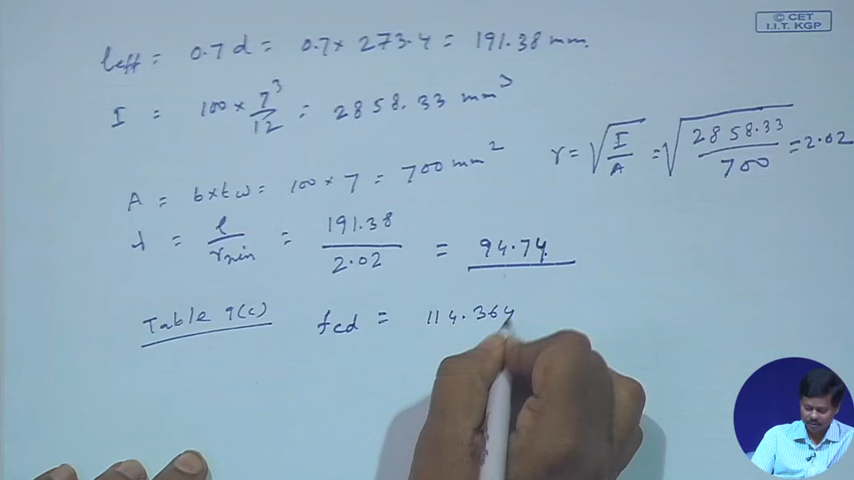 © CET
I.I.T. KGP
leff = 0.7 d = 0.7 × 273.4 = 191.38 mm.
I = 100 × 7³/12 = 2858.33 mm³
r = √(I/A) = √(2858.33/700) = 2.02
A = b×tw = 100 × 7 = 700 mm²
λ = l/rmin = 191.38/2.02 = 94.74
Table 9(c) fcd = 114.364